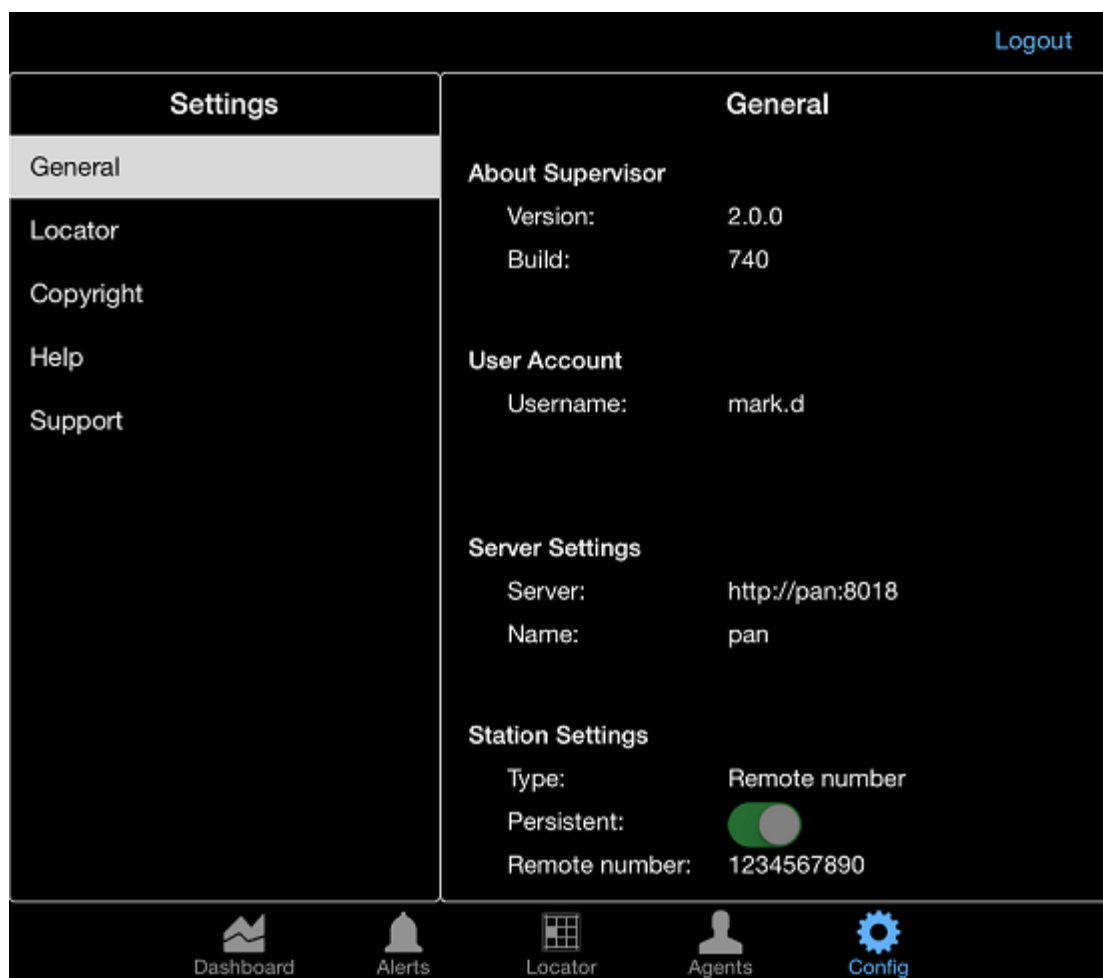 Logout
Settings
General
Locator
Copyright
Help
Support
General
About Supervisor
Version: 2.0.0
Build: 740
User Account
Username: mark.d
Server Settings
Server: http://pan:8018
Name: pan
Station Settings
Type: Remote number
Persistent:
Remote number: 1234567890
Dashboard Alerts Locator Agents Config